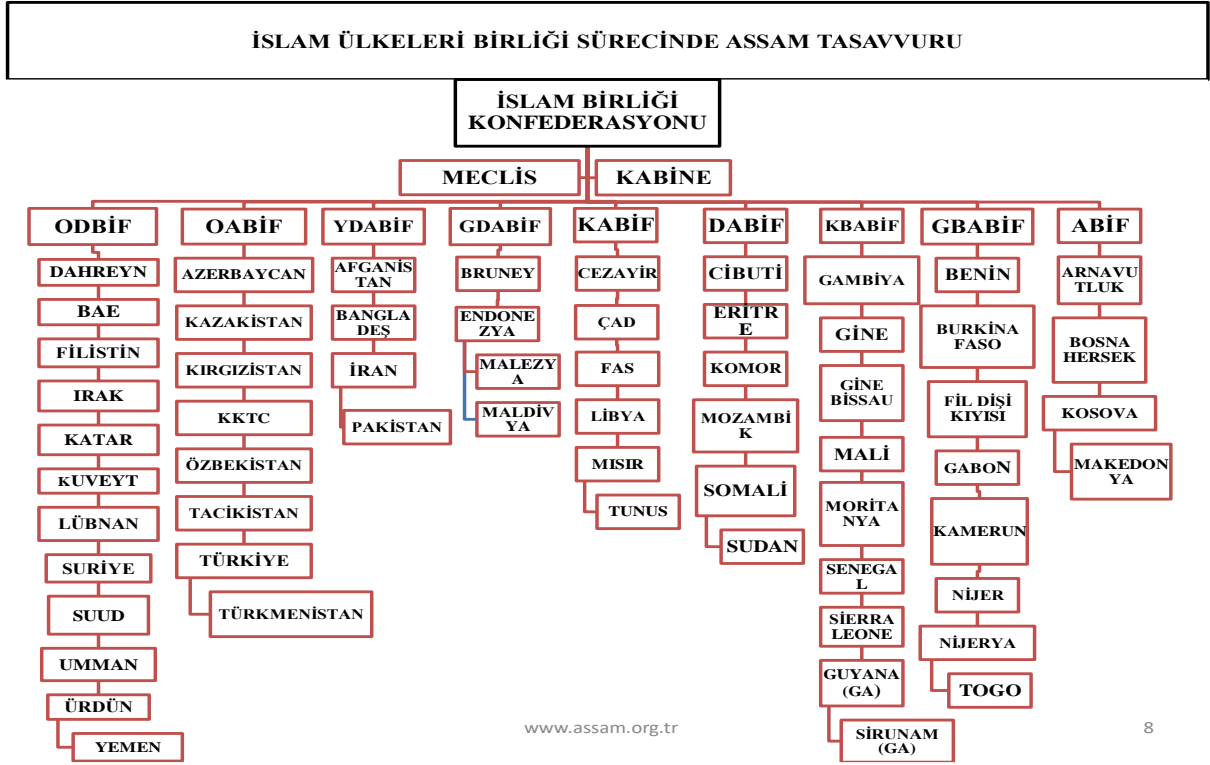 İSLAM ÜLKELERİ BİRLİĞİ SÜRECİNDE ASSAM TASAVVURU
İSLAM BİRLİĞİ
KONFEDERASYONU
MECLİS
KABİNE
ODBİF
DAHREYN
BAE
FİLİSTİN
IRAK
KATAR
KUVEYT
LÜBNAN
SURİYE
SUUD
UMMAN
ÜRDÜN
YEMEN
OABİF
AZERBAYCAN
KAZAKİSTAN
KIRGIZİSTAN
KKTC
ÖZBEKİSTAN
TACİKİSTAN
TÜRKİYE
TÜRKMENİSTAN
YDABİF
AFGANİS
TAN
BANGLA
DEŞ
İRAN
PAKİSTAN
GDABİF
BRUNEY
ENDONE
ZYA
MALEZY
A
MALDİV
YA
KABİF
CEZAYİR
ÇAD
FAS
LİBYA
MISIR
TUNUS
DABİF
CİBUTİ
ERİTR
E
KOMOR
MOZAMBİ
K
SOMALİ
SUDAN
KBABİF
GAMBİYA
GİNE
GİNE
BİSSAU
MALİ
MORİTA
NYA
SENEGA
L
SİERRA
LEONE
GUYANA
(GA)
SİRUNAM
(GA)
GBABİF
BENİN
BURKİNA
FASO
FİL DİŞİ
KIYISI
GABON
KAMERUN
NİJER
NİJERYA
TOGO
ABİF
ARNAVU
TLUK
BOSNA
HERSEK
KOSOVA
MAKEDON
YA
www.assam.org.tr
8